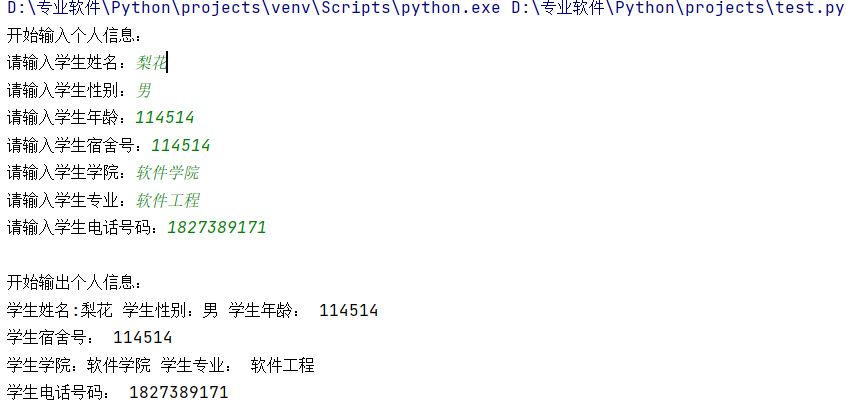 D:\专业软件\Python\projects\venv\Scripts\python.exe D:\专业软件\Python\projects\test.py
开始输入个人信息：
请输入学生姓名：梨花
请输入学生性别：男
请输入学生年龄：114514
请输入学生宿舍号：114514
请输入学生学院：软件学院
请输入学生专业：软件工程
请输入学生电话号码：1827389171
开始输出个人信息：
学生姓名:梨花 学生性别：男 学生年龄： 114514
学生宿舍号： 114514
学生学院：软件学院 学生专业： 软件工程
学生电话号码： 1827389171